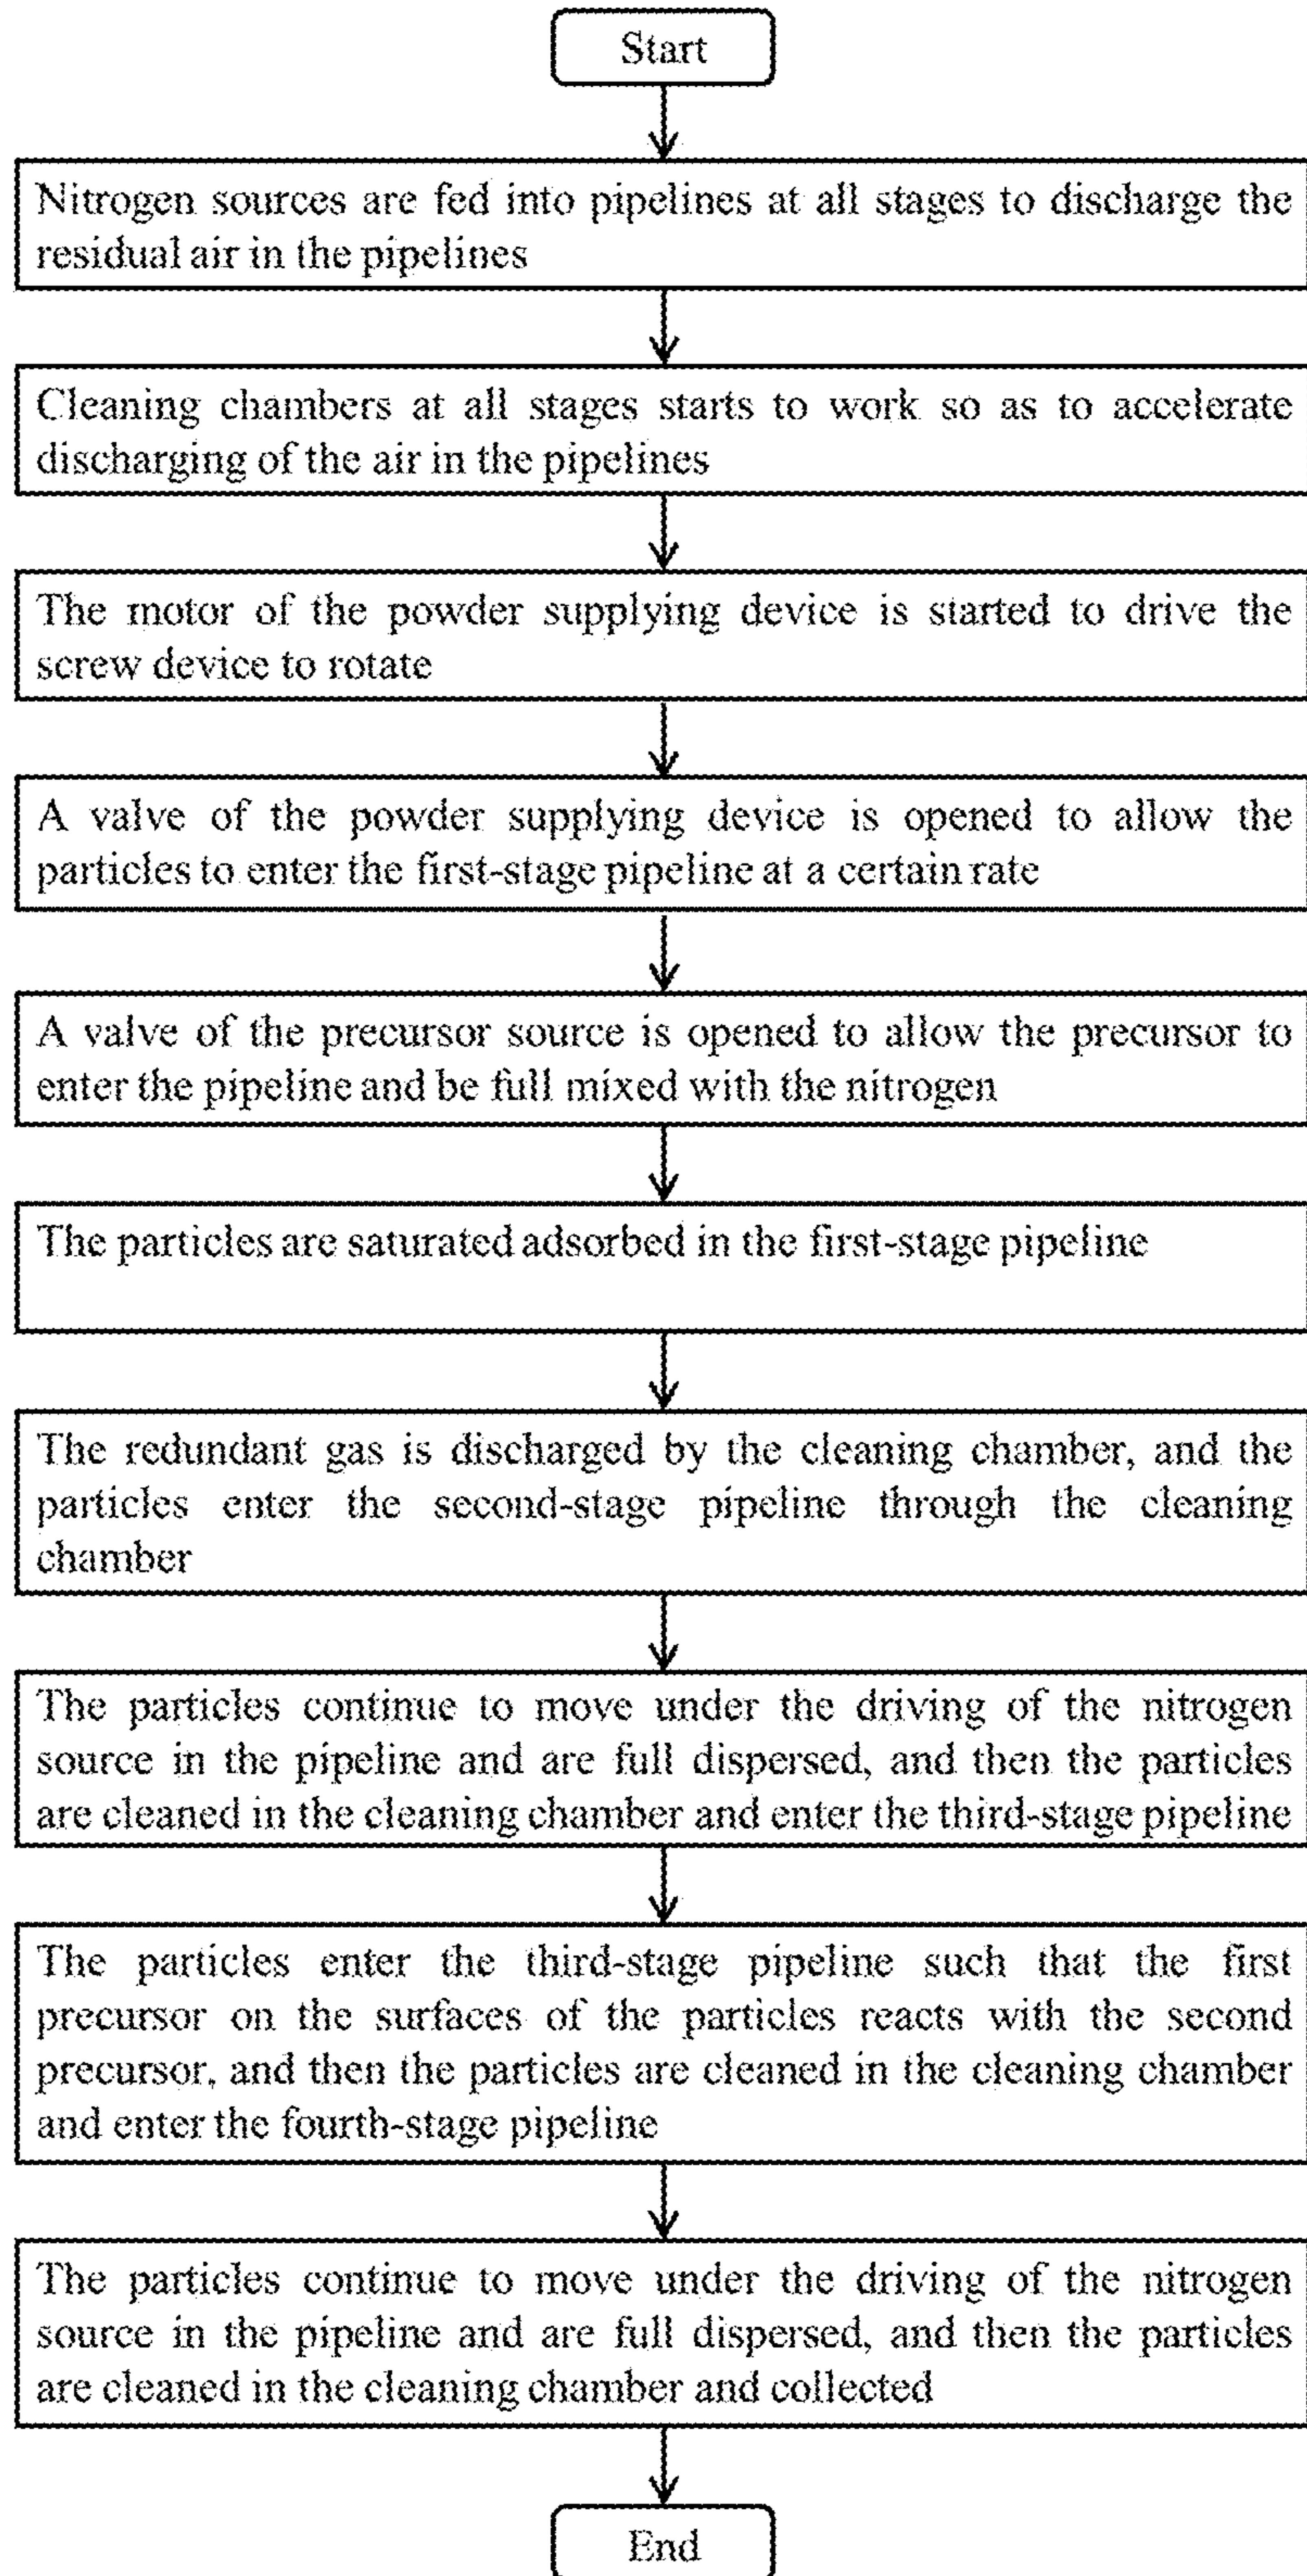 Start
Nitrogen sources are fed into pipelines at all stages to discharge the
residual air in the pipelines
Cleaning chambers at all stages starts to work so as to accelerate
discharging of the air in the pipelines
The motor of the powder supplying device is started to drive the
screw device to rotate
A valve of the powder supplying device is opened to allow the
particles to enter the first-stage pipeline at a certain rate
A valve of the precursor source is opened to allow the precursor to
enter the pipeline and be full mixed with the nitrogen
The particles are saturated adsorbed in the first-stage pipeline
The redundant gas is discharged by the cleaning chamber, and the
particles enter the second-stage pipeline through the cleaning
chamber
The particles continue to move under the driving of the nitrogen
source in the pipeline and are full dispersed, and then the particles
are cleaned in the cleaning chamber and enter the third-stage pipeline
The particles enter the third-stage pipeline such that the first
precursor on the surfaces of the particles reacts with the second
precursor, and then the particles are cleaned in the cleaning chamber
and enter the fourth-stage pipeline
The particles continue to move under the driving of the nitrogen
source in the pipeline and are full dispersed, and then the particles
are cleaned in the cleaning chamber and collected
End